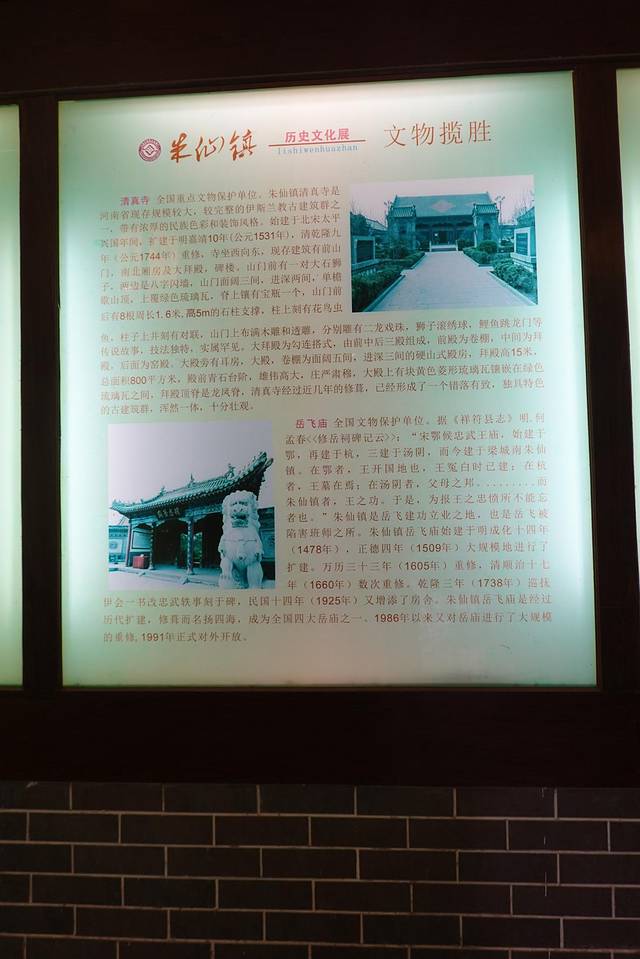 朱仙镇
历史文化展
lishiwenhuazhan
文物揽胜
清真寺 全国重点文物保护单位。朱仙镇清真寺是
河南省现存规模较大，较完整的伊斯兰教古建筑群之
一，带有浓厚的民族色彩和装饰风格。始建于北宋太平
兴国年间，扩建于明嘉靖10年(公元1531年)，清乾隆九
年（公元1744年）重修，寺坐西向东，现存建筑有前山
门，南北厢房及大拜殿，碑楼。山门前有一对大石狮
子，两边是八字闪墙，山门面阔三间，进深两间，单檐
歇山顶，上覆绿色琉璃瓦，脊上镶有宝瓶一个，山门前
后有8根周长1.6米,高5m的石柱支撑，柱上刻有花鸟虫
鱼，柱子上并刻有对联，山门上布满木雕和透雕，分别雕有二龙戏珠，狮子滚绣球，鲤鱼跳龙门等
传说故事，技法独特，实属罕见。大拜殿为勾连搭式，由前中后三殿组成，前殿为卷棚，中间为拜
殿，后面为窑殿。大殿旁有耳房，大殿，卷棚为面阔五间，进深三间的硬山式殿房，拜殿高15米，
总面积800平方米，殿前青石台阶，雄伟高大，庄严肃穆，大殿上有块黄色菱形琉璃瓦镶嵌在绿色
琉璃瓦之间，拜殿顶脊是龙凤脊，清真寺经过近几年的修葺，已经形成了一个错落有致，独具特色
的古建筑群，浑然一体，十分壮观。
岳飞庙 全国文物保护单位。据《祥符县志》明.何
孟春<<修岳祠碑记云>>：“宋鄂候忠武王庙，始建于
鄂，再建于杭，三建于汤阴，而今建于梁城南朱仙
镇。在鄂者，王开国地也，王冤白时已建；在杭
者，王墓在焉；在汤阴者，父母之邦.........而
朱仙镇者，王之功。于是，为报王之忠愤所不能忘
者也。”朱仙镇是岳飞建功立业之地，也是岳飞被
陷害班师之所。朱仙镇岳飞庙始建于明成化十四年
（1478年），正德四年（1509年）大规模地进行了
扩建。万历三十三年（1605年）重修，清顺治十七
年（1660年）数次重修。乾隆三年（1738年）巡抚
伊会一书改忠武轶事刻于碑，民国十四年（1925年）又增添了房舍。朱仙镇岳飞庙是经过
历代扩建，修葺而名扬四海，成为全国四大岳庙之一、1986年以来又对岳庙进行了大规模
的重修,1991年正式对外开放。